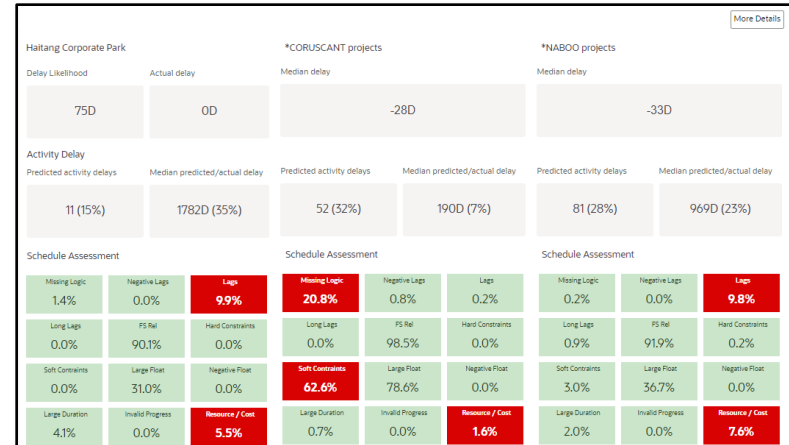 More Details
Haitang Corporate Park
*CORUSCANT projects
*NABOO projects
Delay Likelihood
Actual delay
Median delay
Median delay
75D
0D
-28D
-33D
Activity Delay
Predicted activity delays
Median predicted/actual delay
Predicted activity delays
Median predicted/actual delay
Predicted activity delays
Median predicted/actual delay
11 (15%)
1782D (35%)
52 (32%)
190D (7%)
81 (28%)
969D (23%)
Schedule Assessment
Schedule Assessment
Schedule Assessment
Missing Logic
Negative Lags
Lags
Missing Logic
Negative Lags
Lags
Missing Logic
Negative Lags
Lags
1.4%
0.0%
9.9%
20.8%
0.8%
0.2%
0.2%
0.0%
9.8%
Long Lags
FS Rel
Hard Constraints
Long Lags
FS Rel
Hard Constraints
Long Lags
FS Rel
Hard Constraints
0.0%
90.1%
0.0%
0.0%
98.5%
0.0%
0.9%
91.9%
0.2%
Soft Contraints
Large Float
Negative Float
Soft Contraints
Large Float
Negative Float
Soft Contraints
Large Float
Negative Float
0.0%
31.0%
0.0%
62.6%
78.6%
0.0%
3.0%
36.7%
0.0%
Large Duration
Invalid Progress
Resource / Cost
Large Duration
Invalid Progress
Resource / Cost
Large Duration
Invalid Progress
Resource / Cost
4.1%
0.0%
5.5%
0.7%
0.0%
1.6%
2.0%
0.0%
7.6%